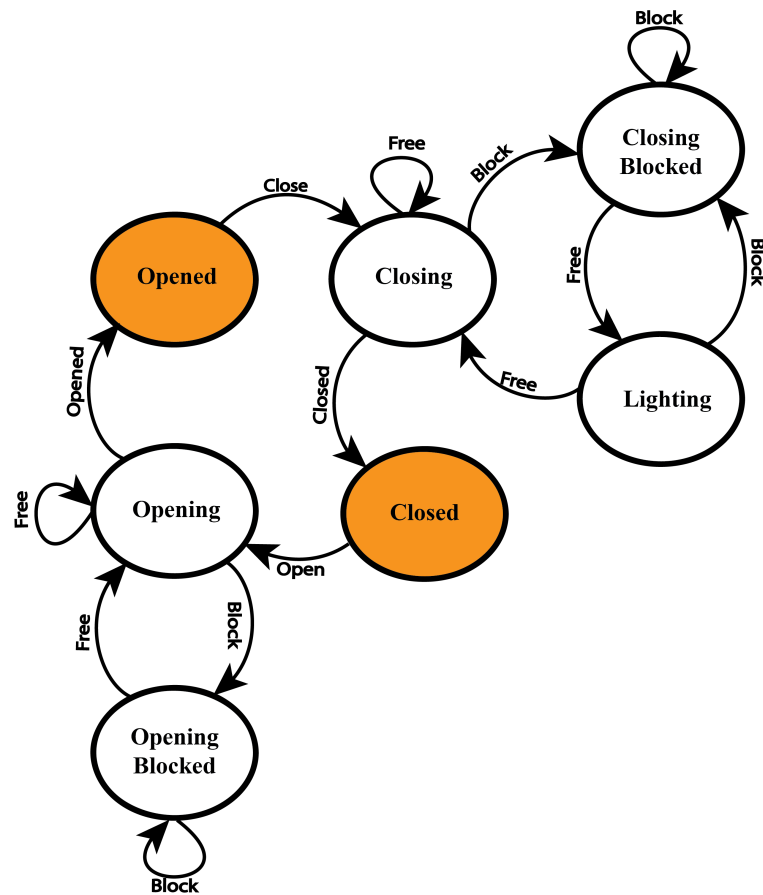 Block
Closing
Blocked
Free
Block
Close
Opened
Closing
Free
Block
Opened
Closed
Free
Lighting
Free
Opening
Closed
Open
Free
Block
Opening
Blocked
Block